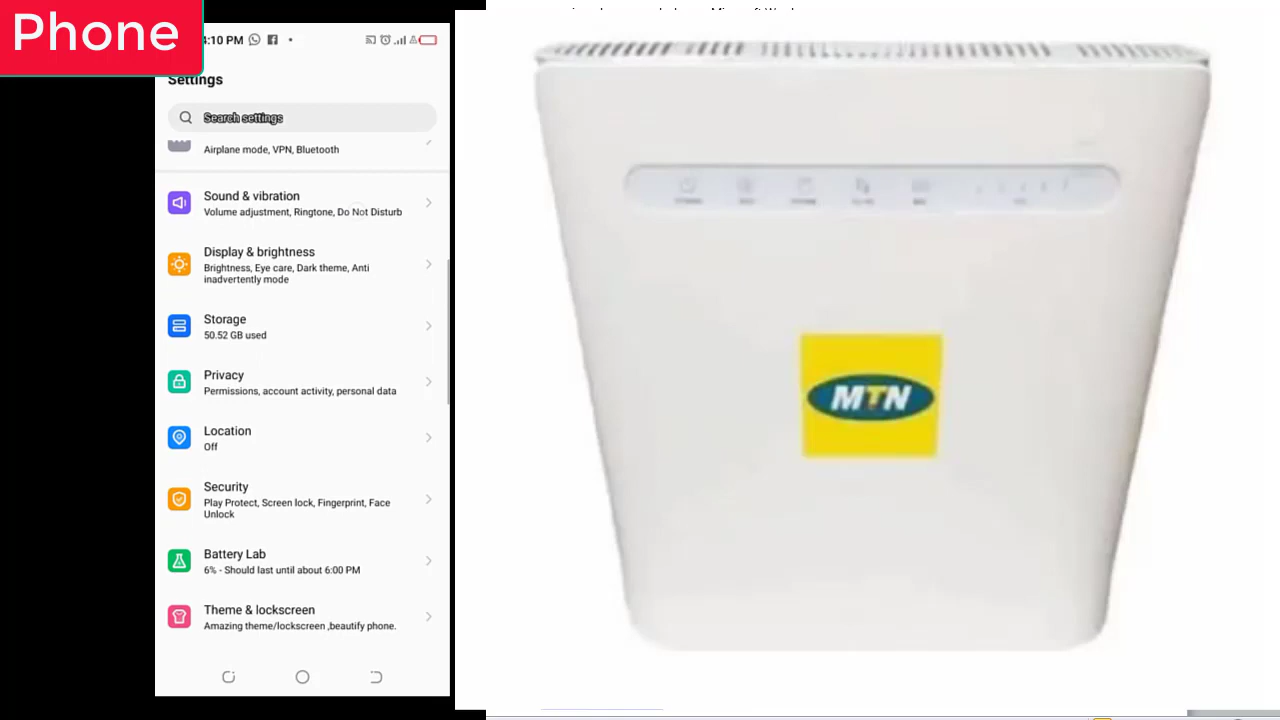 Phone
4:10 PM
Settings
Search settings
Airplane mode, VPN, Bluetooth
Sound & vibration
Volume adjustment, Ringtone, Do Not Disturb
Display & brightness
Brightness, Eye care, Dark theme, Anti
inadvertently mode
Storage
50.52 GB used
Privacy
Permissions, account activity, personal data
Location
Off
Security
Play Protect, Screen lock, Fingerprint, Face
Unlock
Battery Lab
6% - Should last until about 6:00 PM
Theme & lockscreen
Amazing theme/lockscreen ,beautify phone.
MTN